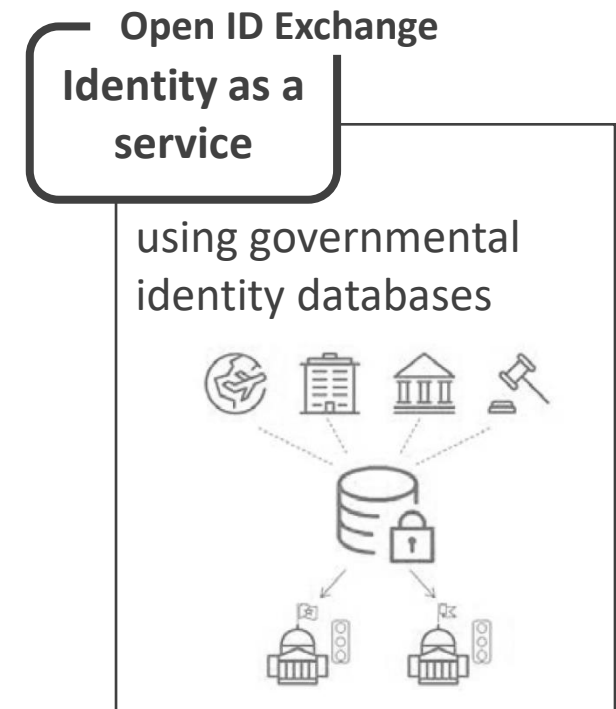 Open ID Exchange
Identity as a
service
using governmental
identity databases